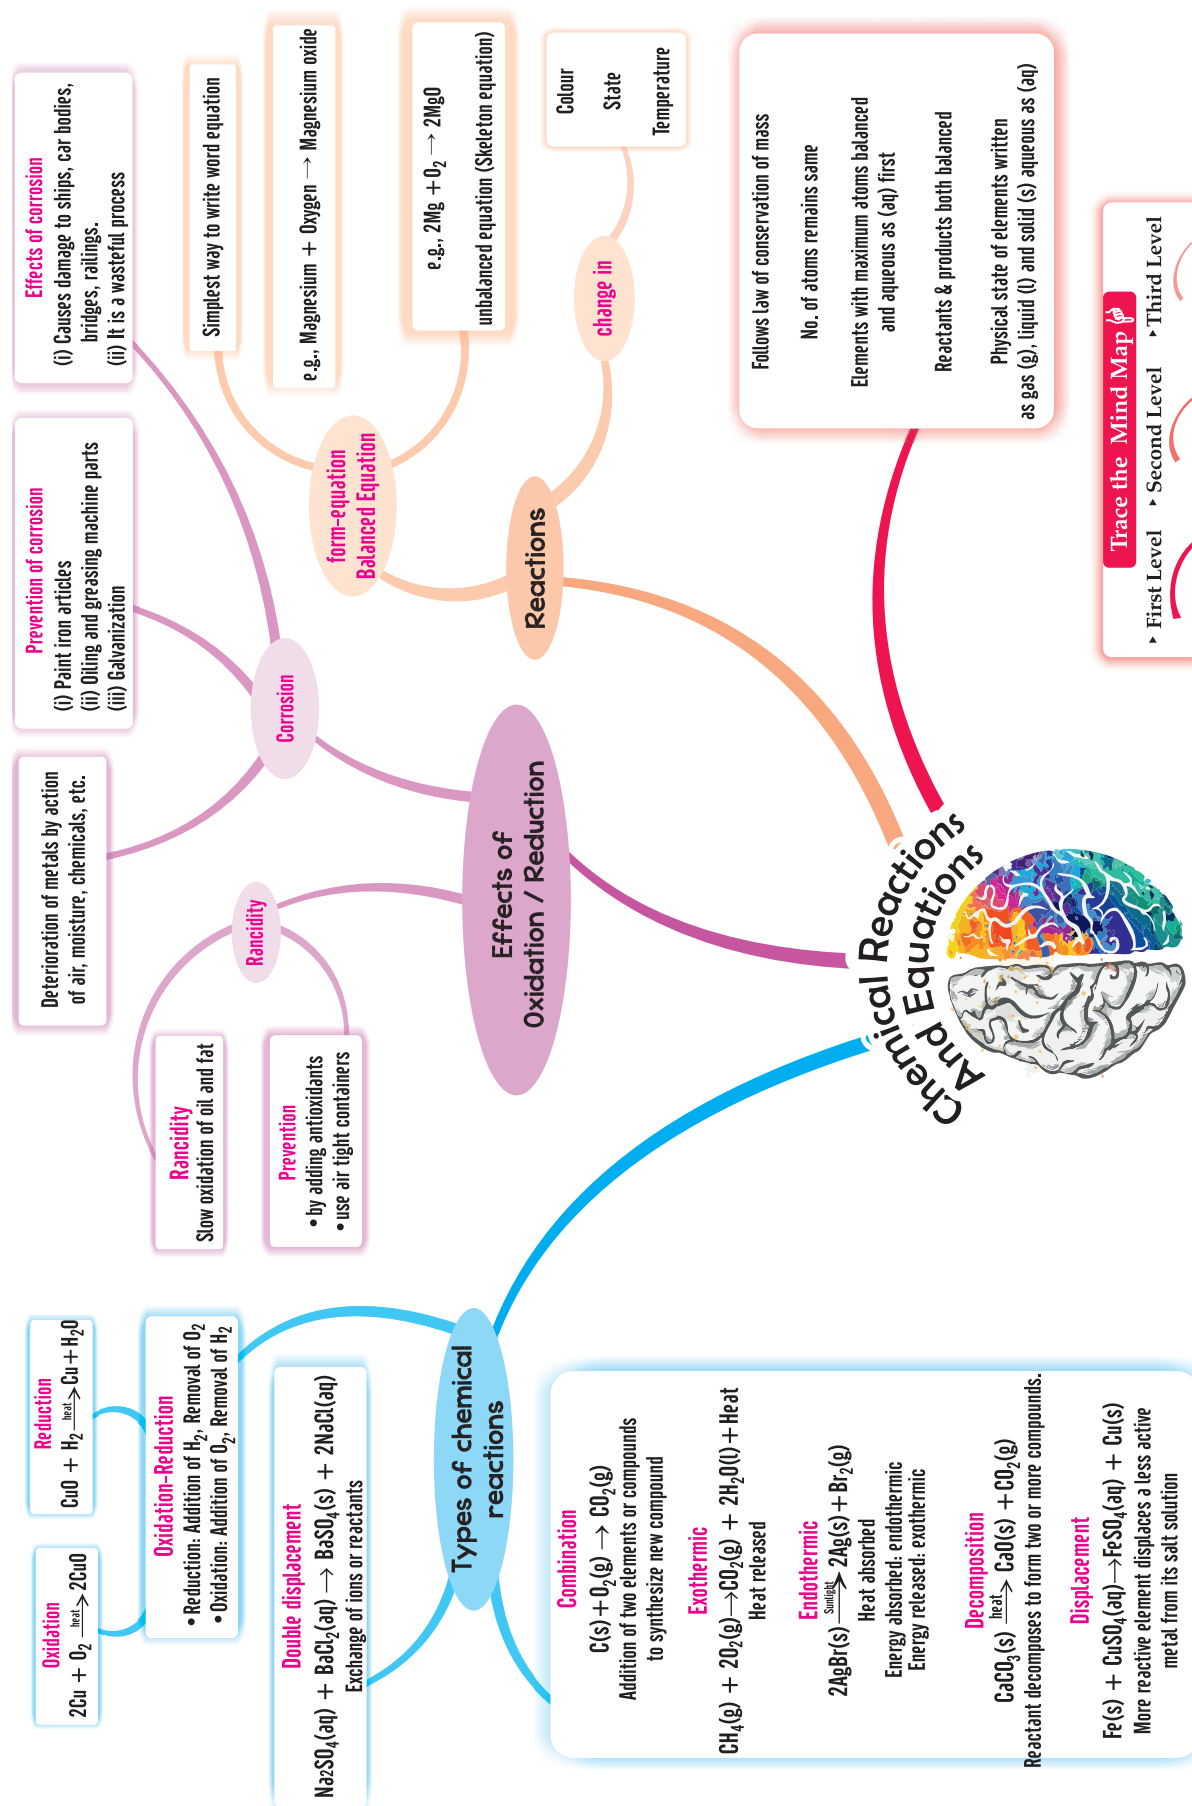 Chemical Reactions
And Equations
Types of chemical
reactions
Oxidation
2Cu + O₂ —heat→ 2CuO
Reduction
CuO + H₂ —heat→ Cu + H₂O
Oxidation-Reduction
• Reduction: Addition of H₂, Removal of O₂
• Oxidation: Addition of O₂, Removal of H₂
Double displacement
Na₂SO₄(aq) + BaCl₂(aq) → BaSO₄(s) + 2NaCl(aq)
Exchange of ions or reactants
Combination
C(s) + O₂(g) → CO₂(g)
Addition of two elements or compounds
to synthesize new compound
Exothermic
CH₄(g) + 2O₂(g) → CO₂(g) + 2H₂O(l) + Heat
Heat released
Endothermic
2AgBr(s) —Sunlight→ 2Ag(s) + Br₂(g)
Heat absorbed
Energy absorbed: endothermic
Energy released: exothermic
Decomposition
CaCO₃(s) —heat→ CaO(s) + CO₂(g)
Reactant decomposes to form two or more compounds.
Displacement
Fe(s) + CuSO₄(aq) → FeSO₄(aq) + Cu(s)
More reactive element displaces a less active
metal from its salt solution
Effects of
Oxidation / Reduction
Rancidity
Rancidity
Slow oxidation of oil and fat
Prevention
• by adding antioxidants
• use air tight containers
Corrosion
Deterioration of metals by action
of air, moisture, chemicals, etc.
Prevention of corrosion
(i) Paint iron articles
(ii) Oiling and greasing machine parts
(iii) Galvanization
Effects of corrosion
(i) Causes damage to ships, car bodies,
bridges, railings.
(ii) It is a wasteful process
Reactions
form-equation
Balanced Equation
Simplest way to write word equation
e.g., Magnesium + Oxygen → Magnesium oxide
e.g., 2Mg + O₂ → 2MgO
unbalanced equation (Skeleton equation)
change in
Colour
State
Temperature
Follows law of conservation of mass
No. of atoms remains same
Elements with maximum atoms balanced
and aqueous as (aq) first
Reactants & products both balanced
Physical state of elements written
as gas (g), liquid (l) and solid (s) aqueous as (aq)
Trace the Mind Map
▸ First Level ▸ Second Level ▸ Third Level